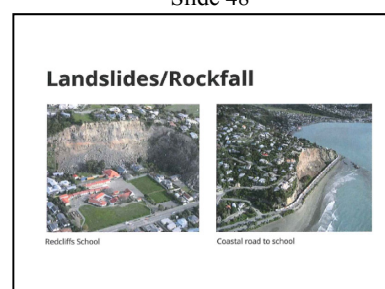 Slide 48
Landslides/Rockfall
Redcliffs School
Coastal road to school